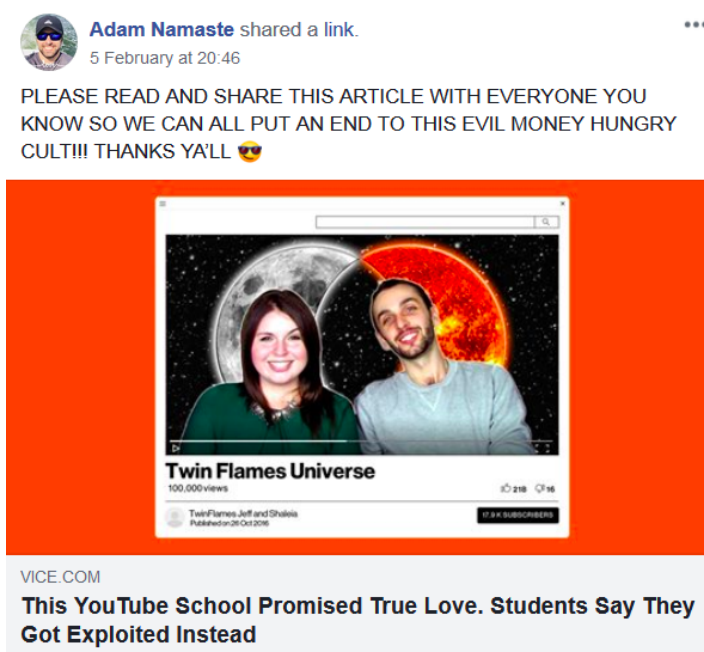 Adam Namaste shared a link.
5 February at 20:46
PLEASE READ AND SHARE THIS ARTICLE WITH EVERYONE YOU
KNOW SO WE CAN ALL PUT AN END TO THIS EVIL MONEY HUNGRY
CULT!!! THANKS YA'LL 😎
Twin Flames Universe
100,000 views
218 16
TwinFlames Jeff and Shaleia
Published on 26 Oct 2016
17.9 K SUBSCRIBERS
VICE.COM
This YouTube School Promised True Love. Students Say They
Got Exploited Instead